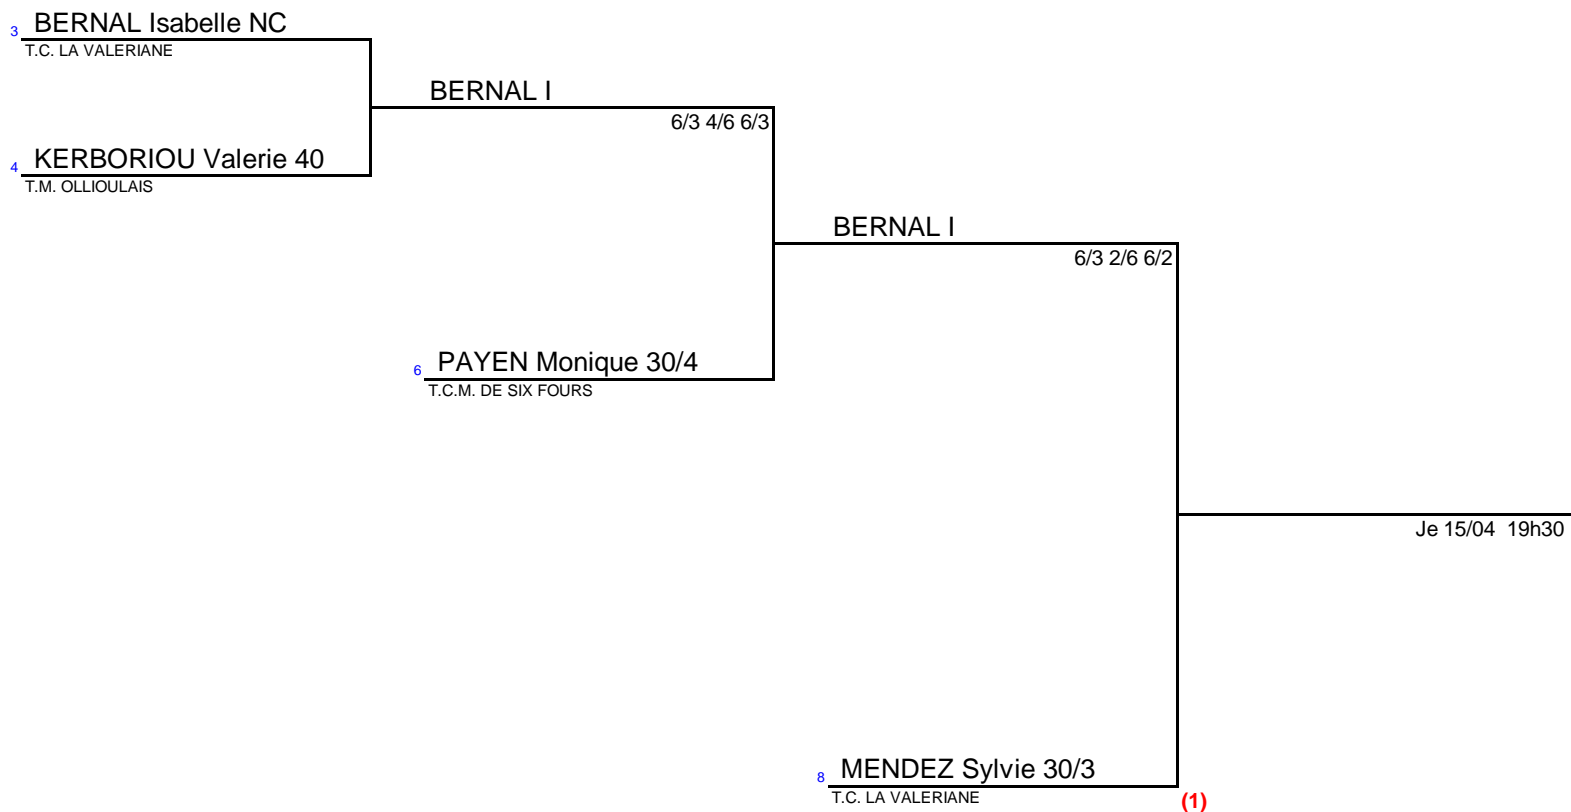 3 BERNAL Isabelle NC
T.C. LA VALERIANE
BERNAL I
6/3 4/6 6/3
4 KERBORIOU Valerie 40
T.M. OLLIOULAIS
BERNAL I
6/3 2/6 6/2
6 PAYEN Monique 30/4
T.C.M. DE SIX FOURS
Je 15/04 19h30
8 MENDEZ Sylvie 30/3
T.C. LA VALERIANE
(1)